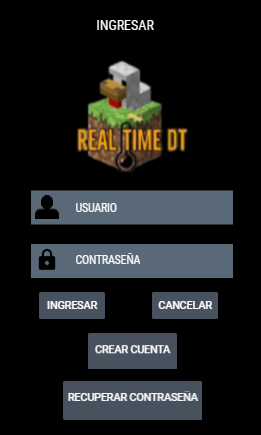 INGRESAR
REAL TIME DT
USUARIO
CONTRASEÑA
INGRESAR CANCELAR
CREAR CUENTA
RECUPERAR CONTRASEÑA